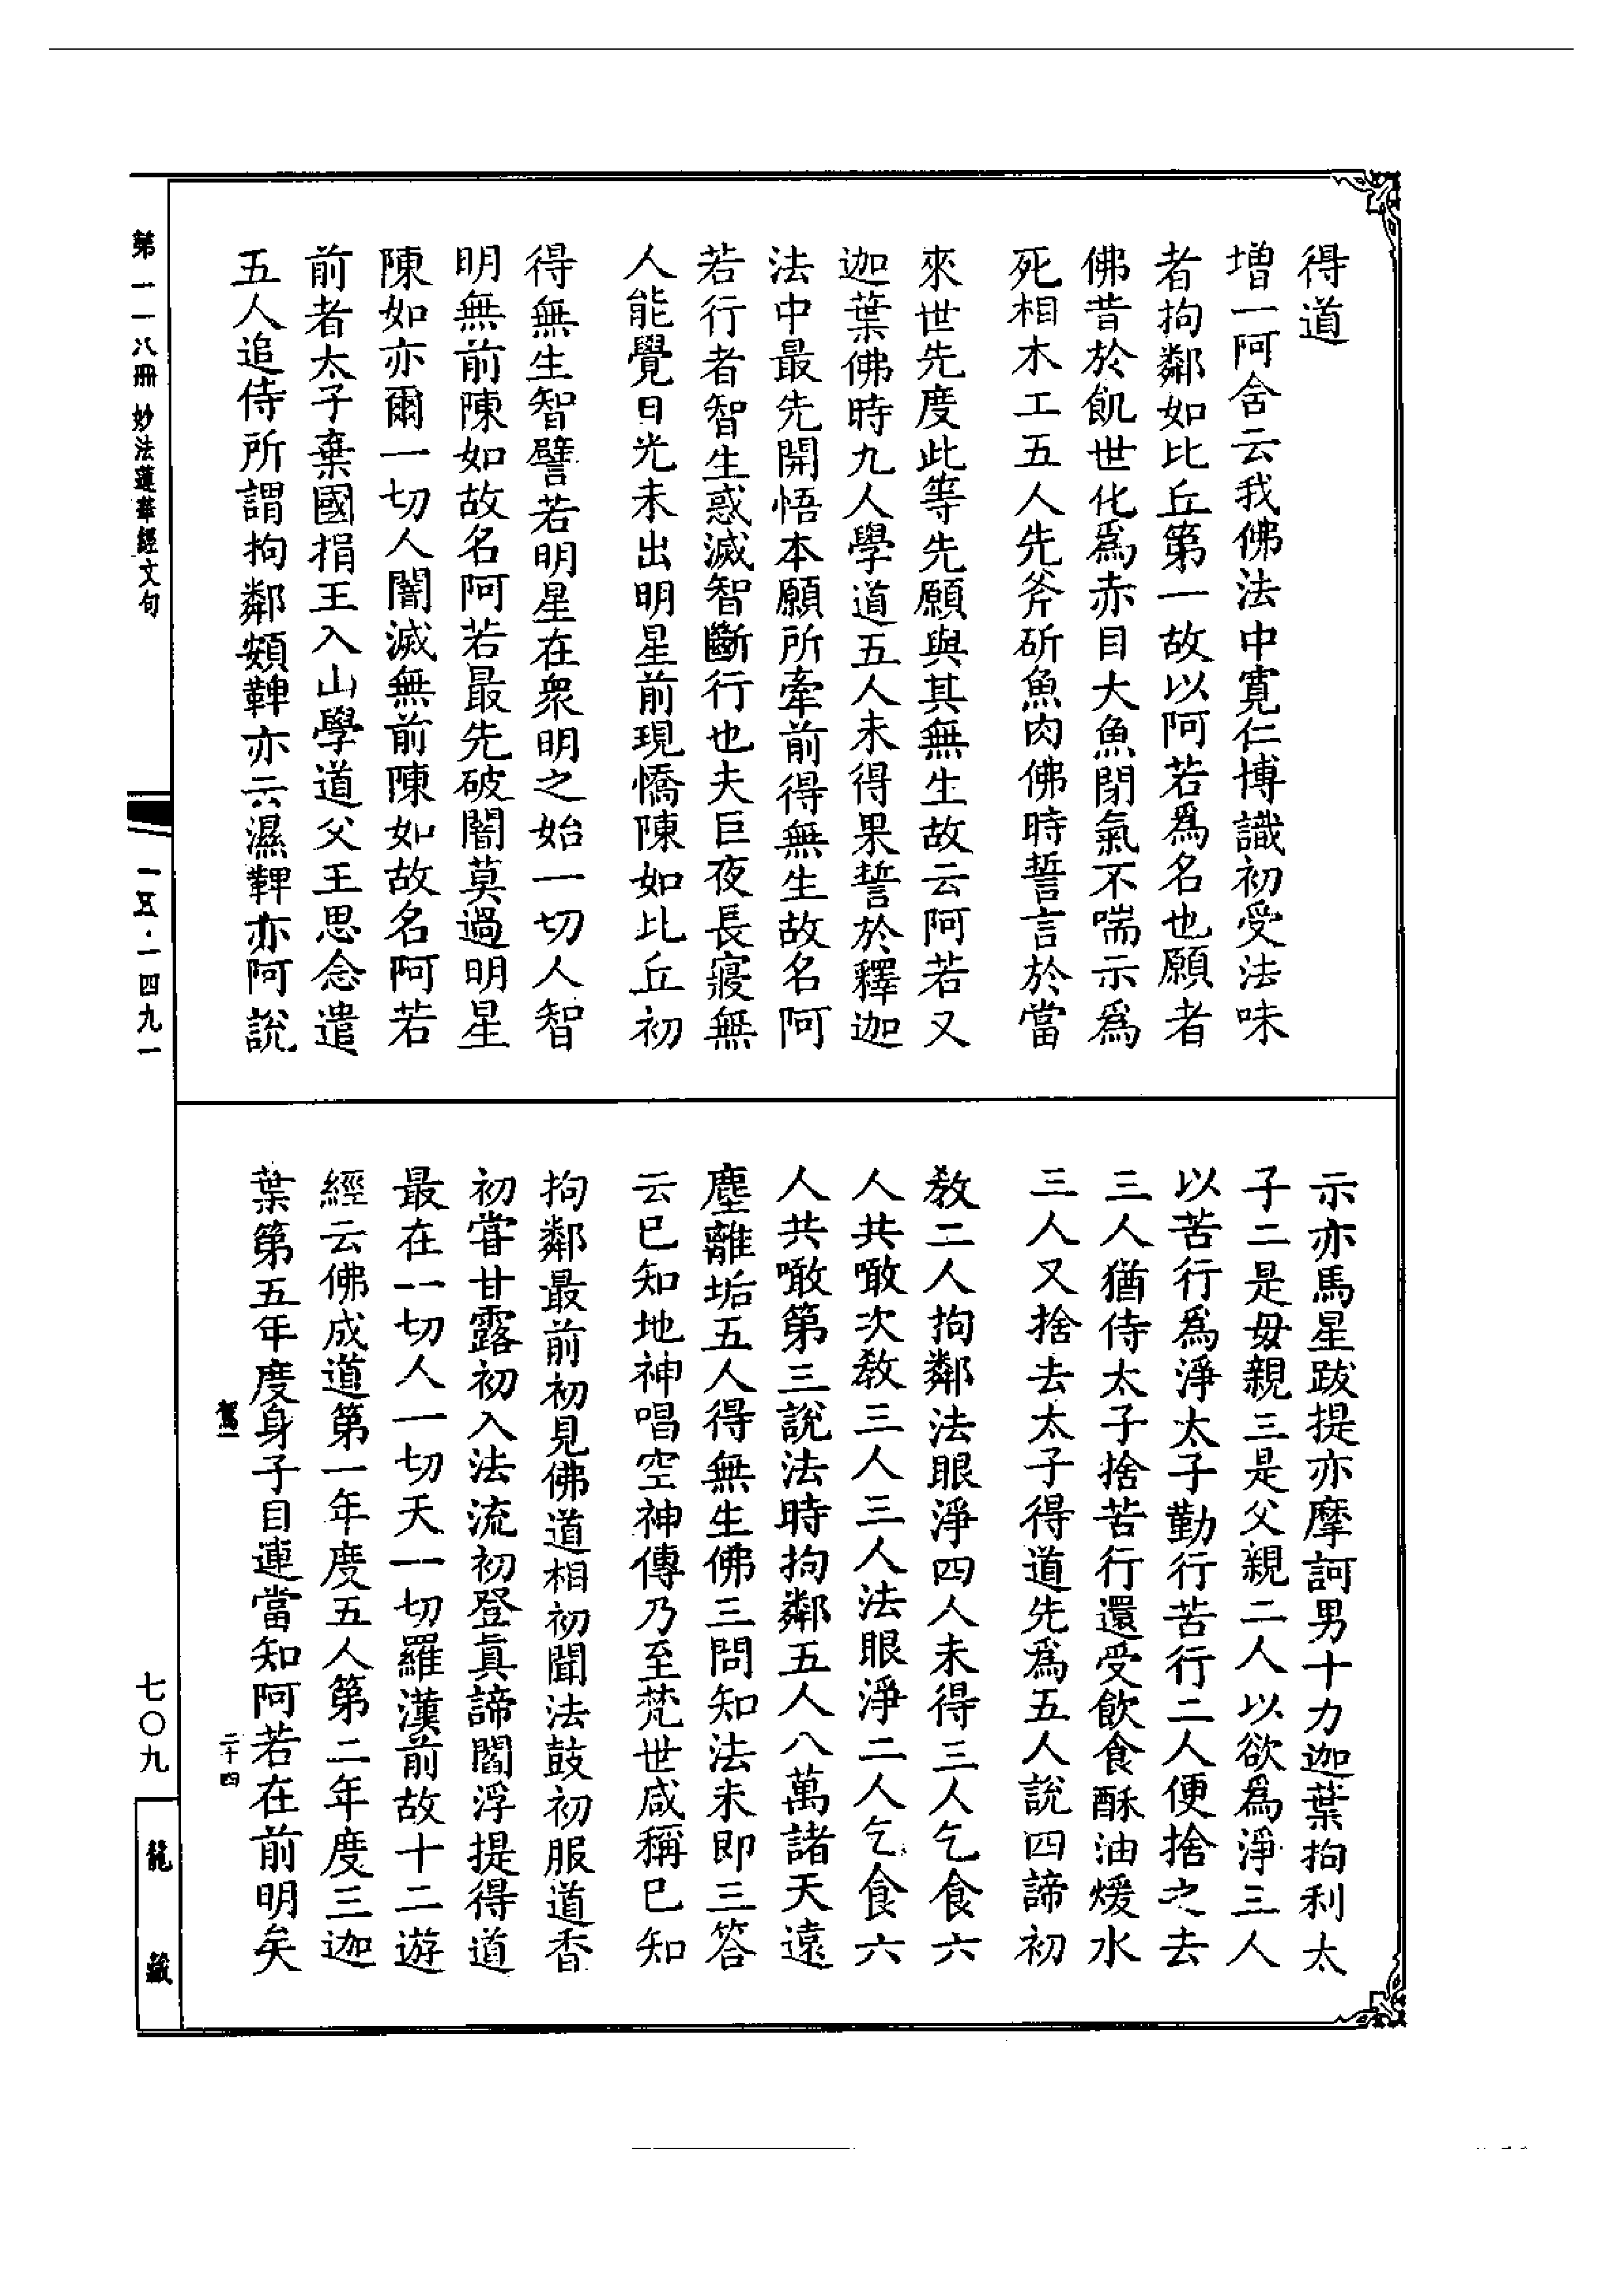 得道
增一阿舍云我佛法中寛仁博識初受法味
者拘鄰如比丘第一故以阿若爲名也願者
佛昔於飢世化爲赤目大魚閉氣不喘示爲
死相木工五人先斧斫魚肉佛時誓言於當
來世先度此等先願與其無生故云阿若又
迦葉佛時九人學道五人未得果誓於釋迦
法中最先開悟本願所牽前得無生故名阿
若行者智生惑滅智斷行也夫巨夜長寢無
人能覺日光未出明星前現憍陳如比丘初
得無生智譬若明星在衆明之始一切人智
明無前陳如故名阿若最先破闇莫過明星
陳如亦爾一切人闇滅無前陳如故名阿若
前者太子棄國捐王入山學道父王思念遣
五人追侍所謂拘鄰頞鞞亦云濕鞞亦阿說
示亦馬星跋提亦摩訶男十力迦葉拘利太
子二是毋親三是父親二人以欲爲淨三人
以苦行爲淨太子勤行苦行二人便捨之去
三人猶侍太子捨苦行還受飲食酥油煖水
三人又捨去太子得道先爲五人說四諦初
教二人拘鄰法眼淨四人未得三人乞食六
人共噉次教三人三人法眼淨二人乞食六
人共噉第三說法時拘鄰五人八萬諸天遠
塵離垢五人得無生佛三問知法未即三答
云已知地神唱空神傳乃至梵世咸稱已知
拘鄰最前初見佛道相初聞法鼓初服道香
初甞甘露初入法流初登眞諦閻浮提得道
最在一切人一切天一切羅漢前故十二遊
經云佛成道第一年度五人第二年度三迦
葉第五年度身子目連當知阿若在前明矣
駕一
二十四
第一一八冊 妙法蓮華經文句
一五·一四九一
七〇九
龍藏